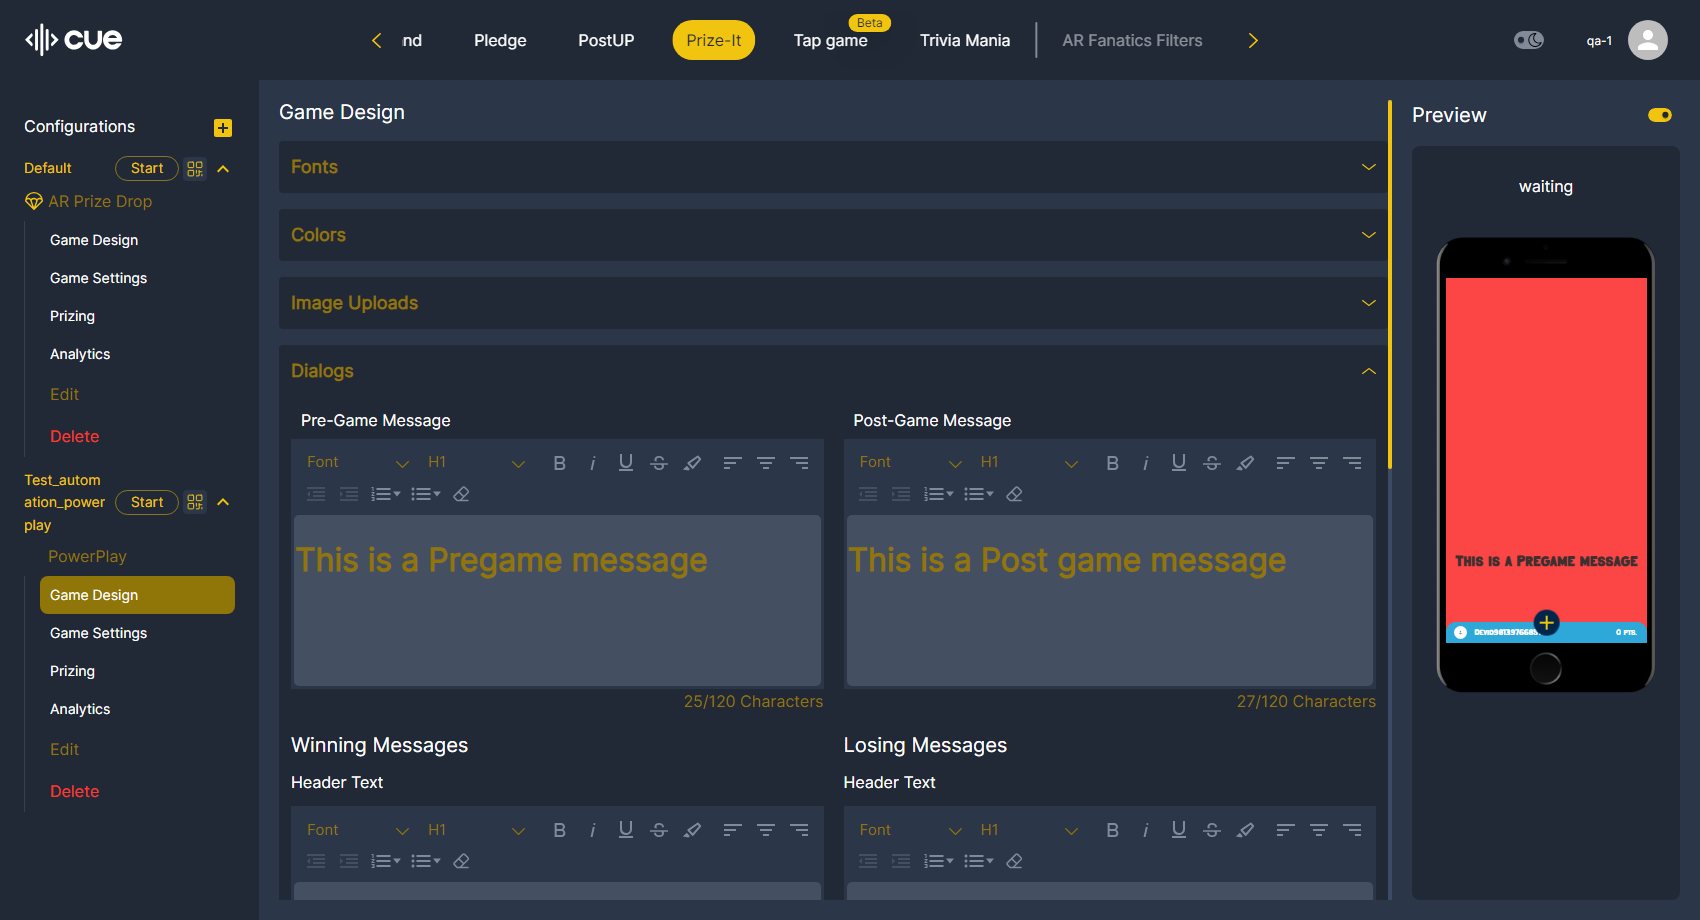 cue
nd
Pledge
PostUP
Prize-It
Beta
Tap game
Trivia Mania
AR Fanatics Filters
qa-1
Configurations
Default
Start
AR Prize Drop
Game Design
Game Settings
Prizing
Analytics
Edit
Delete
Test_autom
ation_power
play
Start
PowerPlay
Game Design
Game Settings
Prizing
Analytics
Edit
Delete
Game Design
Fonts
Colors
Image Uploads
Dialogs
Pre-Game Message
Font
H1
This is a Pregame message
25/120 Characters
Post-Game Message
Font
H1
This is a Post game message
27/120 Characters
Winning Messages
Header Text
Font
H1
Losing Messages
Header Text
Font
H1
Preview
waiting
This is a Pregame message
0 PTS.